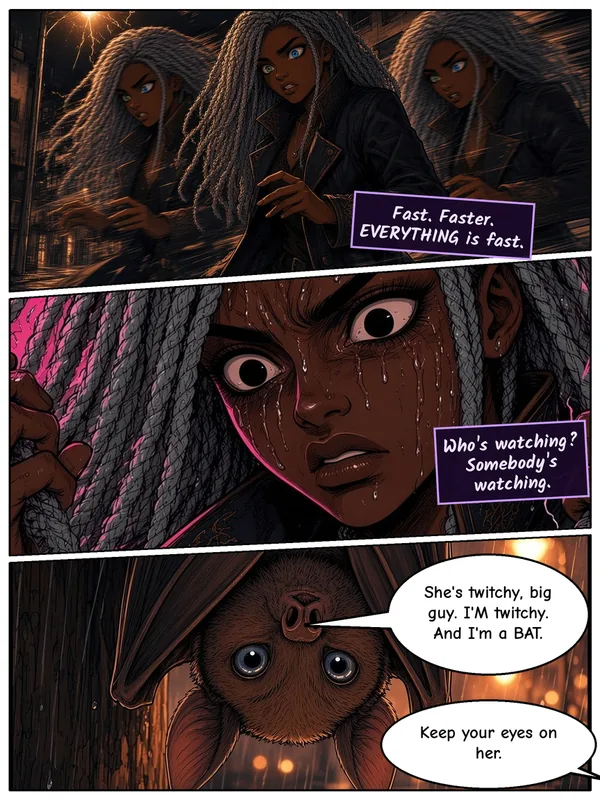 Fast. Faster.
EVERYTHING is fast.
Who's watching?
Somebody's
watching.
She's twitchy, big
guy. I'M twitchy.
And I'm a BAT.
Keep your eyes on
her.